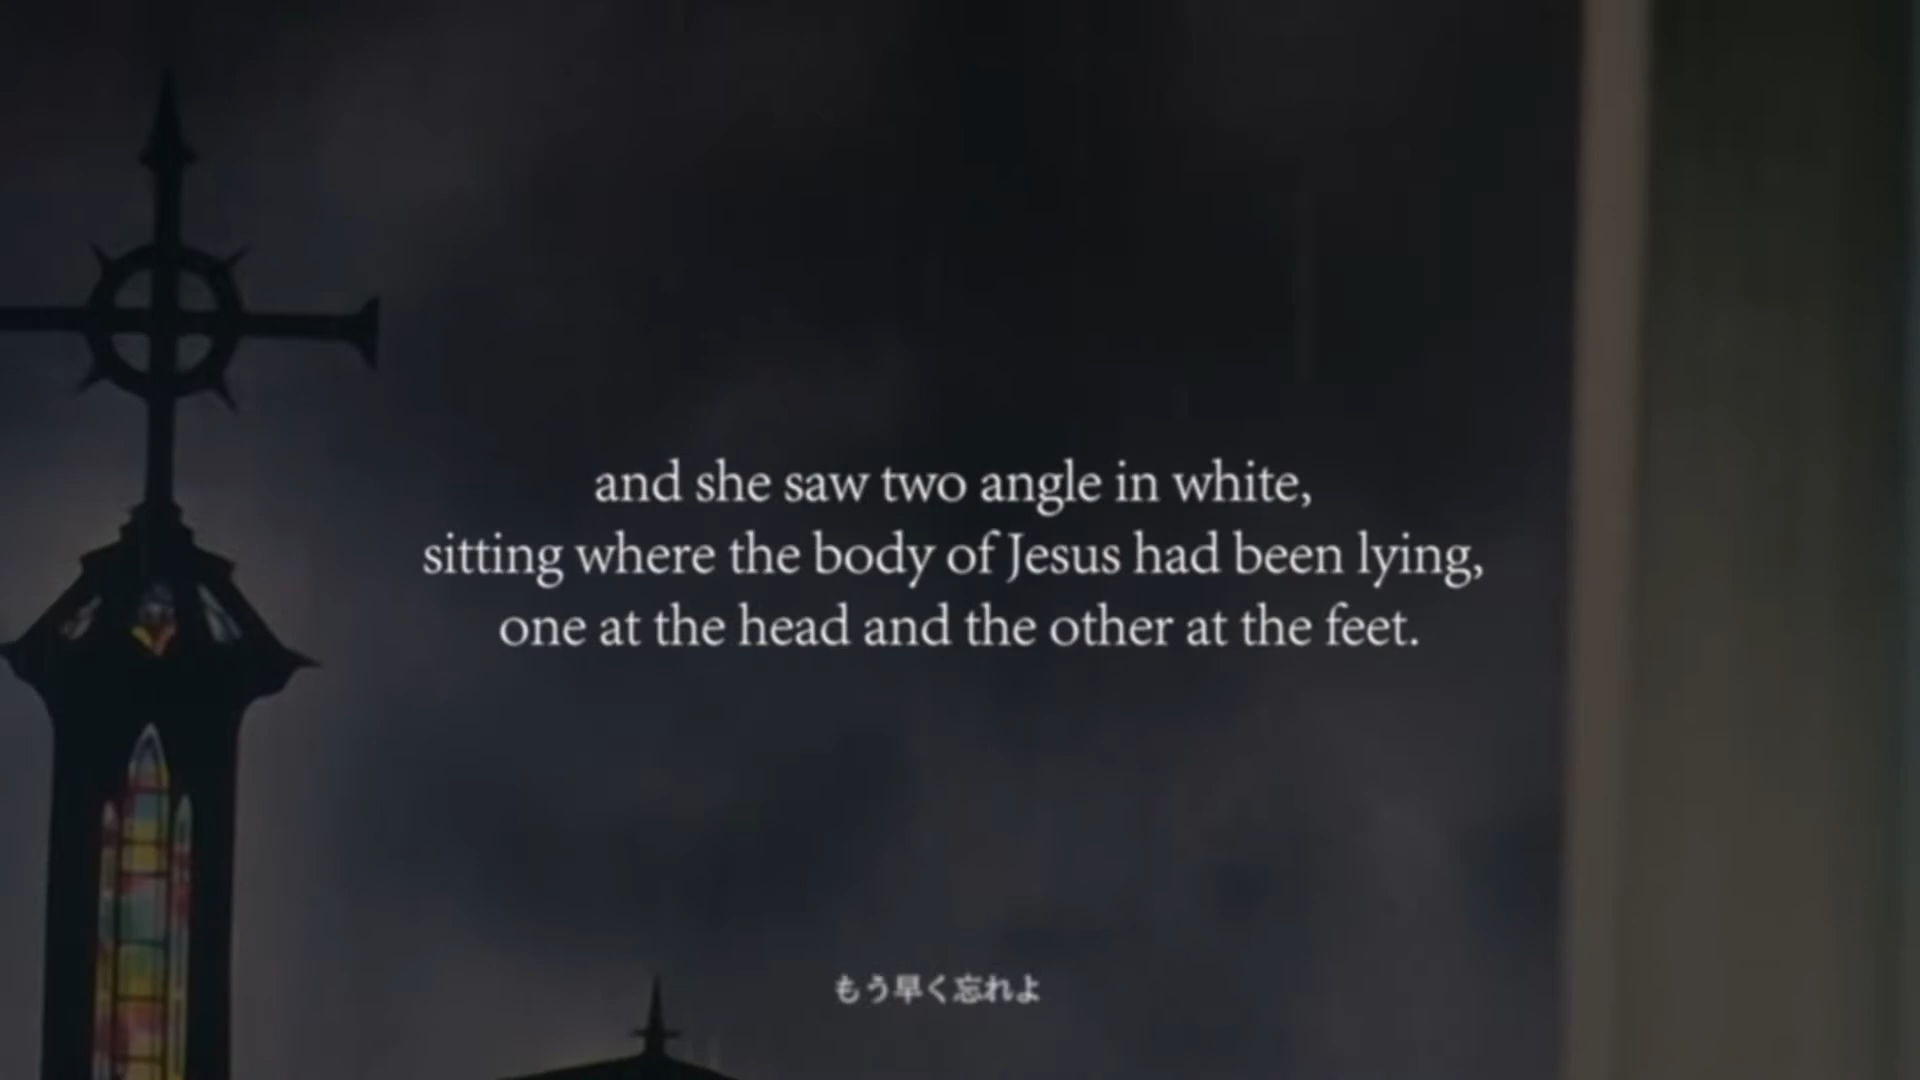 and she saw two angle in white,
sitting where the body of Jesus had been lying,
one at the head and the other at the feet.
もう早く忘れよ